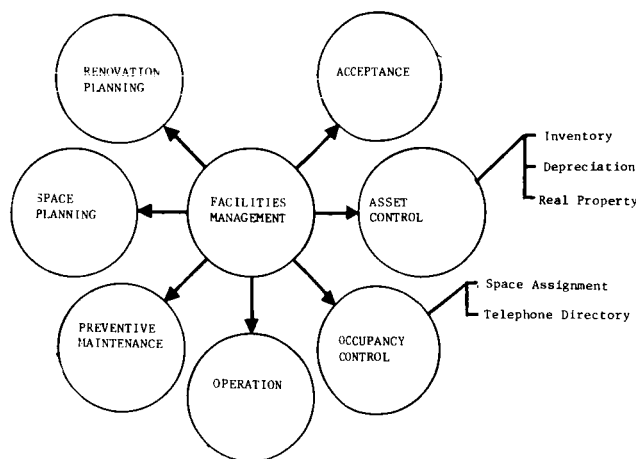 RENOVATION
PLANNING
ACCEPTANCE
SPACE
PLANNING
FACILITIES
MANAGEMENT
ASSET
CONTROL
Inventory
Depreciation
Real Property
PREVENTIVE
MAINTENANCE
OPERATION
OCCUPANCY
CONTROL
Space Assignment
Telephone Directory